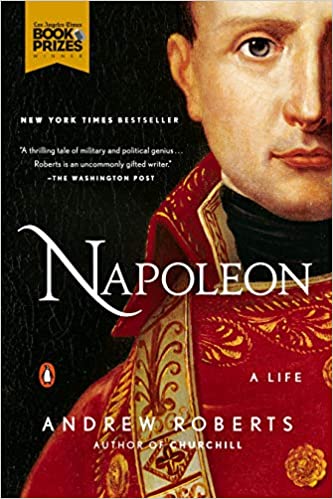 Los Angeles Times
BOOK
PRIZES
WINNER
NEW YORK TIMES BESTSELLER
"A thrilling tale of military and political genius...
Roberts is an uncommonly gifted writer."
—THE WASHINGTON POST
NAPOLEON
A LIFE
ANDREW ROBERTS
AUTHOR OF CHURCHILL